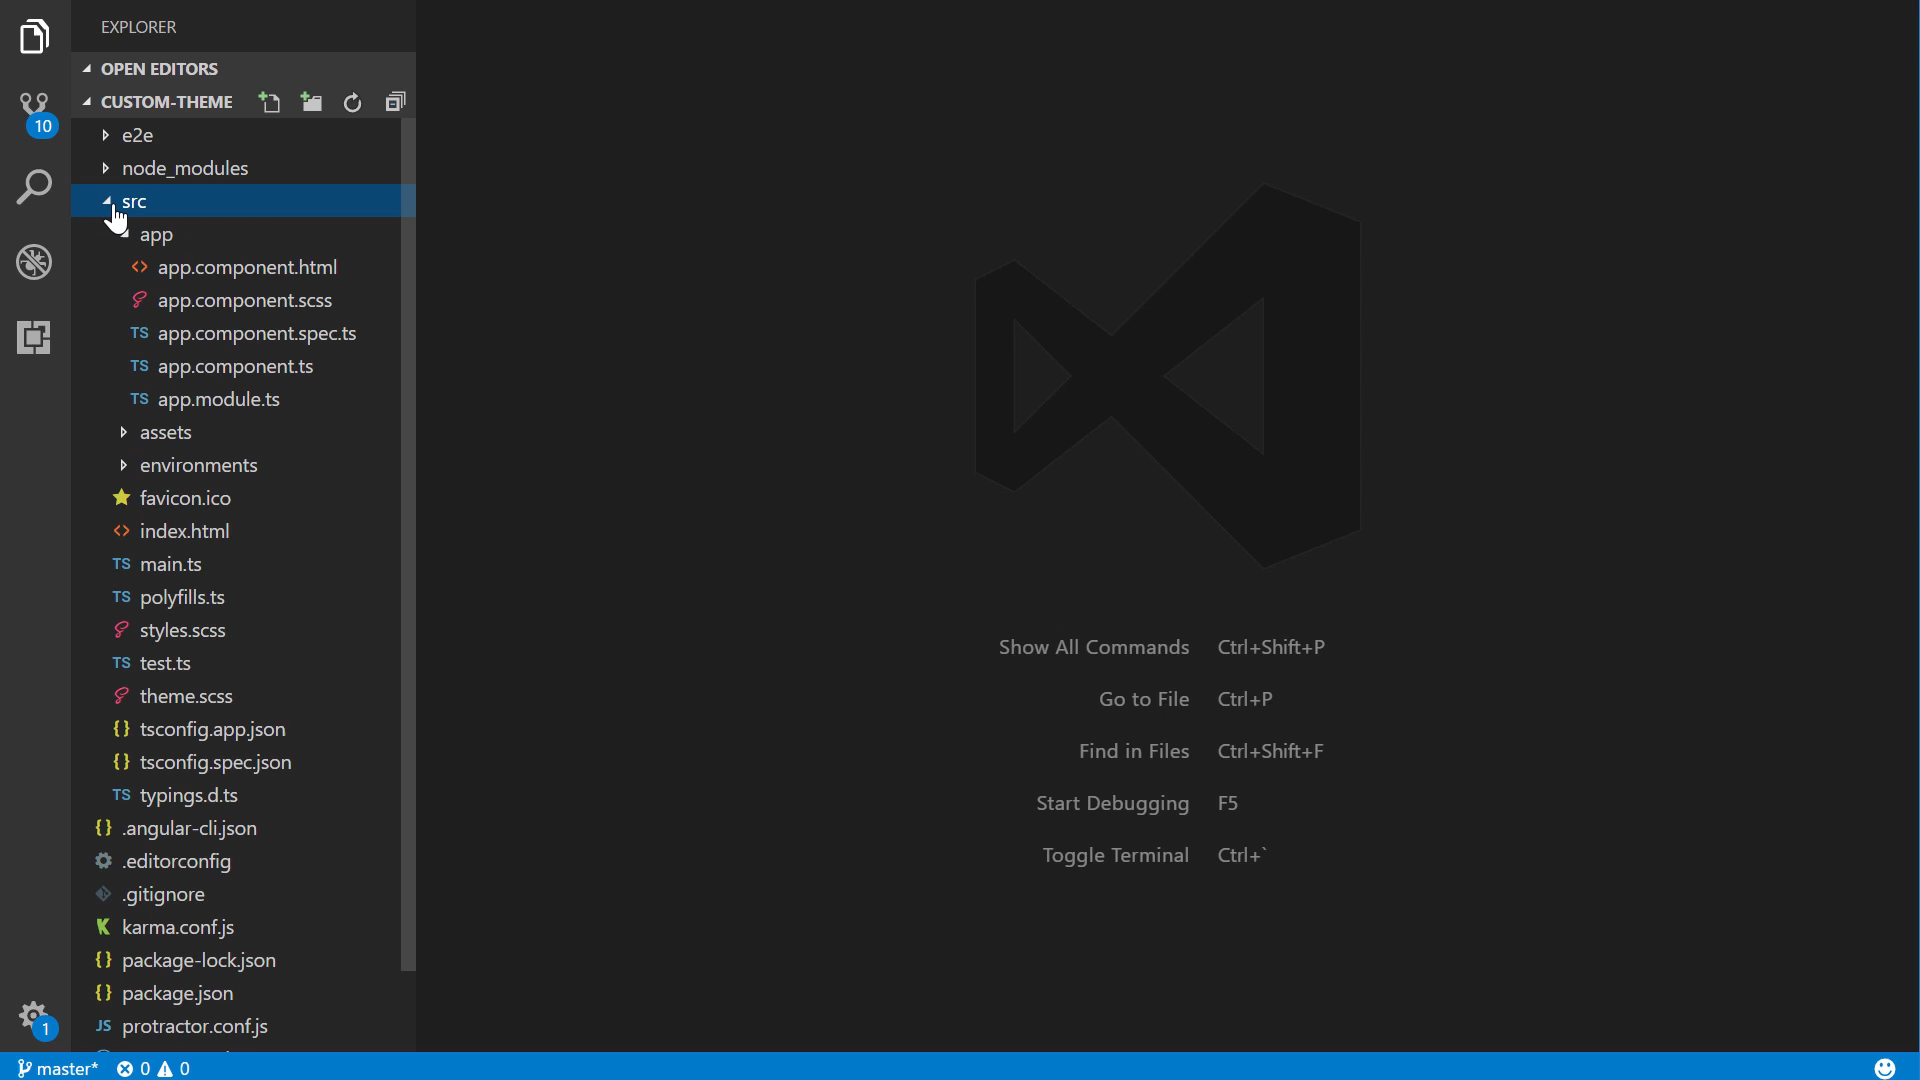 EXPLORER
OPEN EDITORS
CUSTOM-THEME
10
e2e
node_modules
src
app
app.component.html
app.component.scss
TS app.component.spec.ts
TS app.component.ts
TS app.module.ts
assets
environments
favicon.ico
index.html
TS main.ts
TS polyfills.ts
styles.scss
TS test.ts
theme.scss
{} tsconfig.app.json
{} tsconfig.spec.json
TS typings.d.ts
{} .angular-cli.json
.editorconfig
.gitignore
karma.conf.js
{} package-lock.json
{} package.json
JS protractor.conf.js
1
Show All Commands Ctrl+Shift+P
Go to File Ctrl+P
Find in Files Ctrl+Shift+F
Start Debugging F5
Toggle Terminal Ctrl+`
master* 0 0